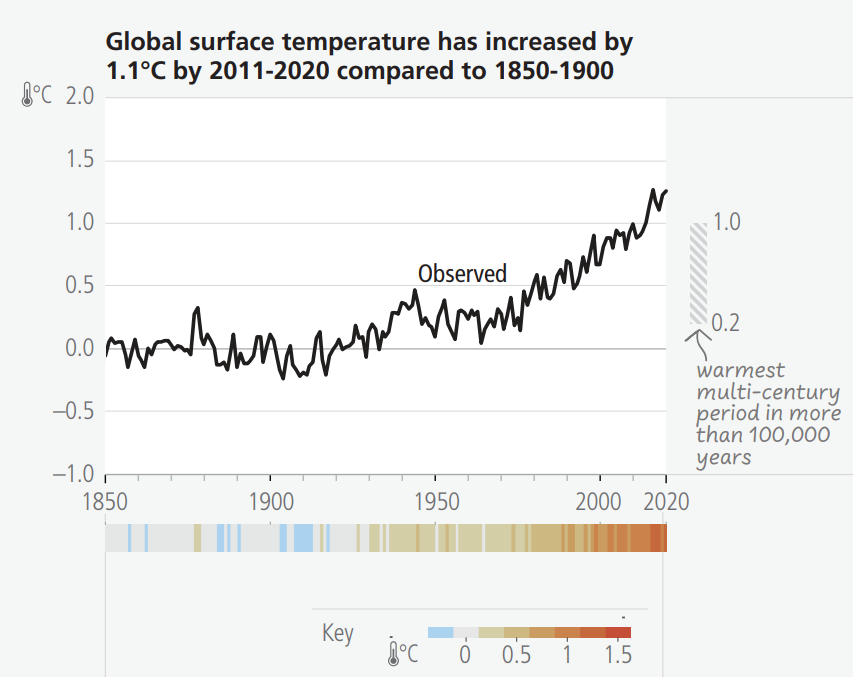 Global surface temperature has increased by
1.1°C by 2011-2020 compared to 1850-1900
°C 2.0
1.5
1.0
0.5
0.0
–0.5
–1.0
Observed
1.0
0.2
warmest
multi-century
period in more
than 100,000
years
1850 1900 1950 2000 2020
Key
°C 0 0.5 1 1.5